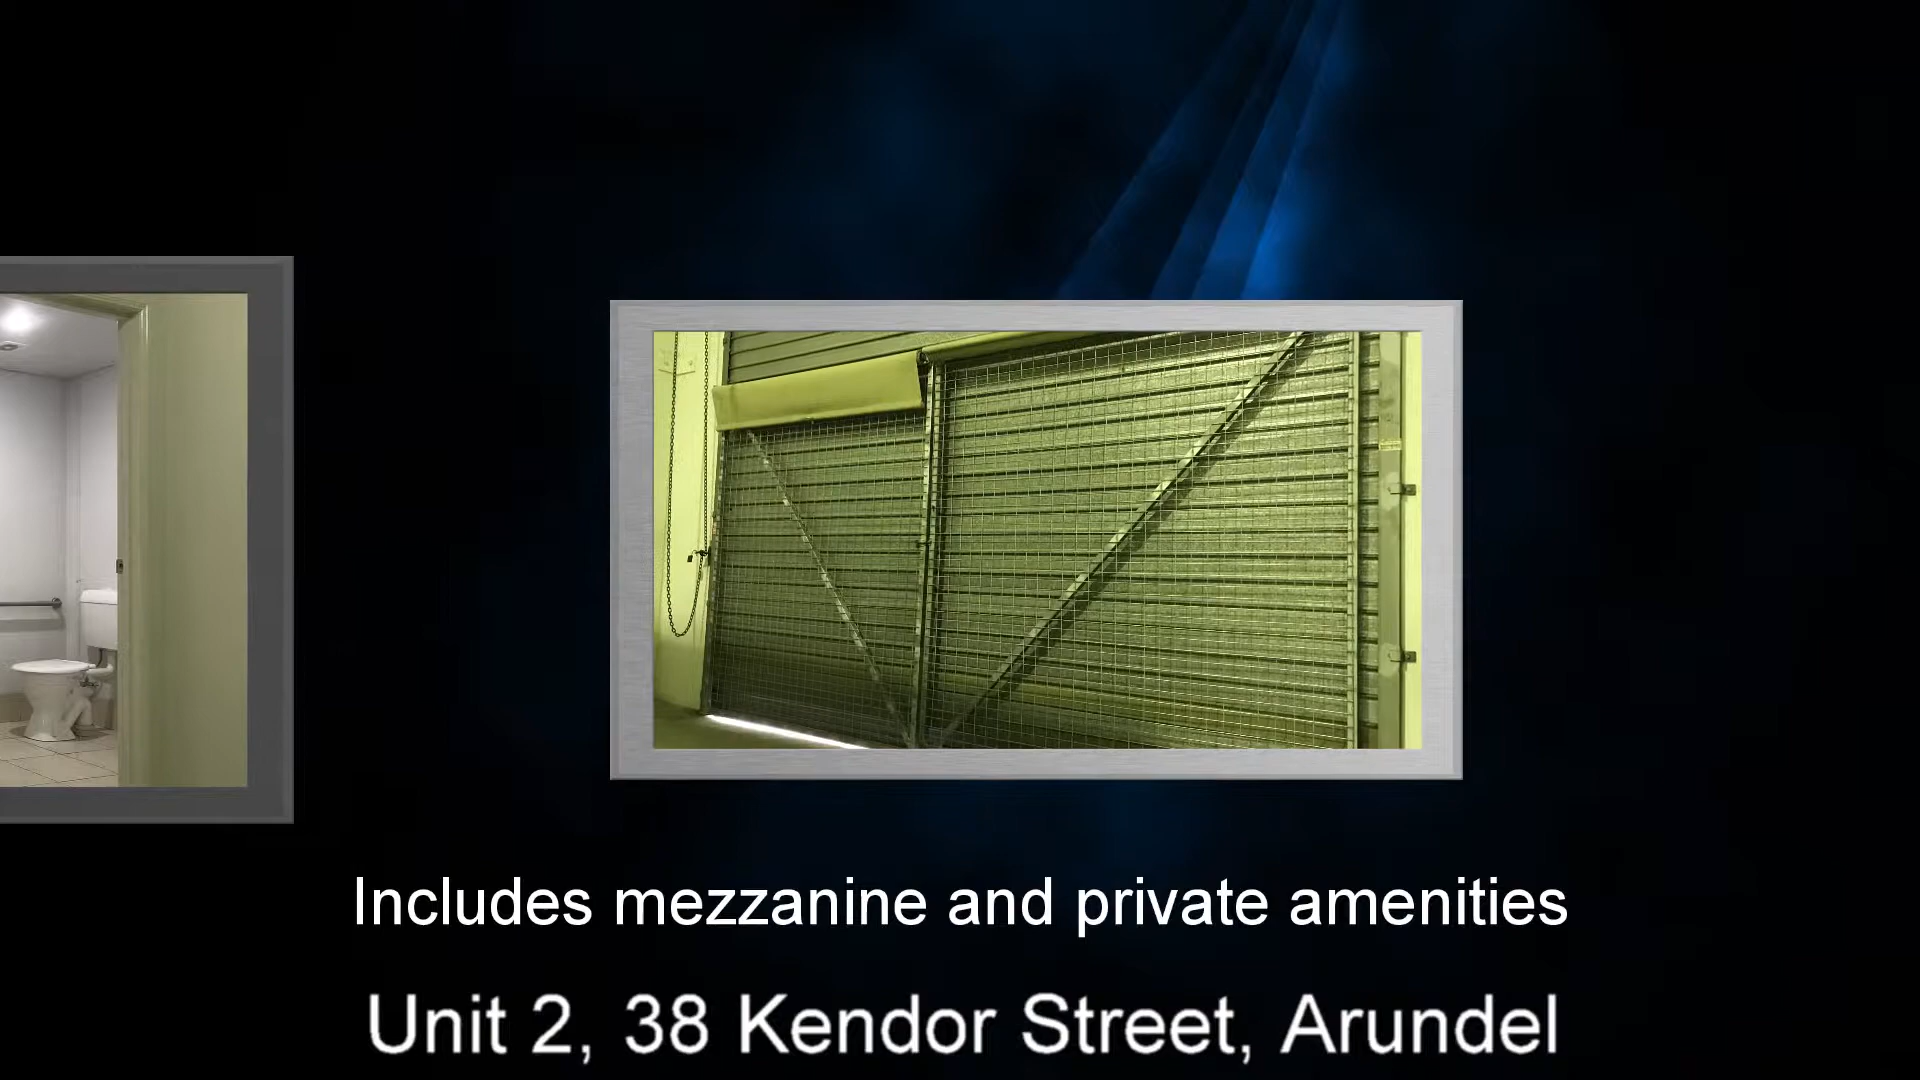 Includes mezzanine and private amenities
Unit 2, 38 Kendor Street, Arundel